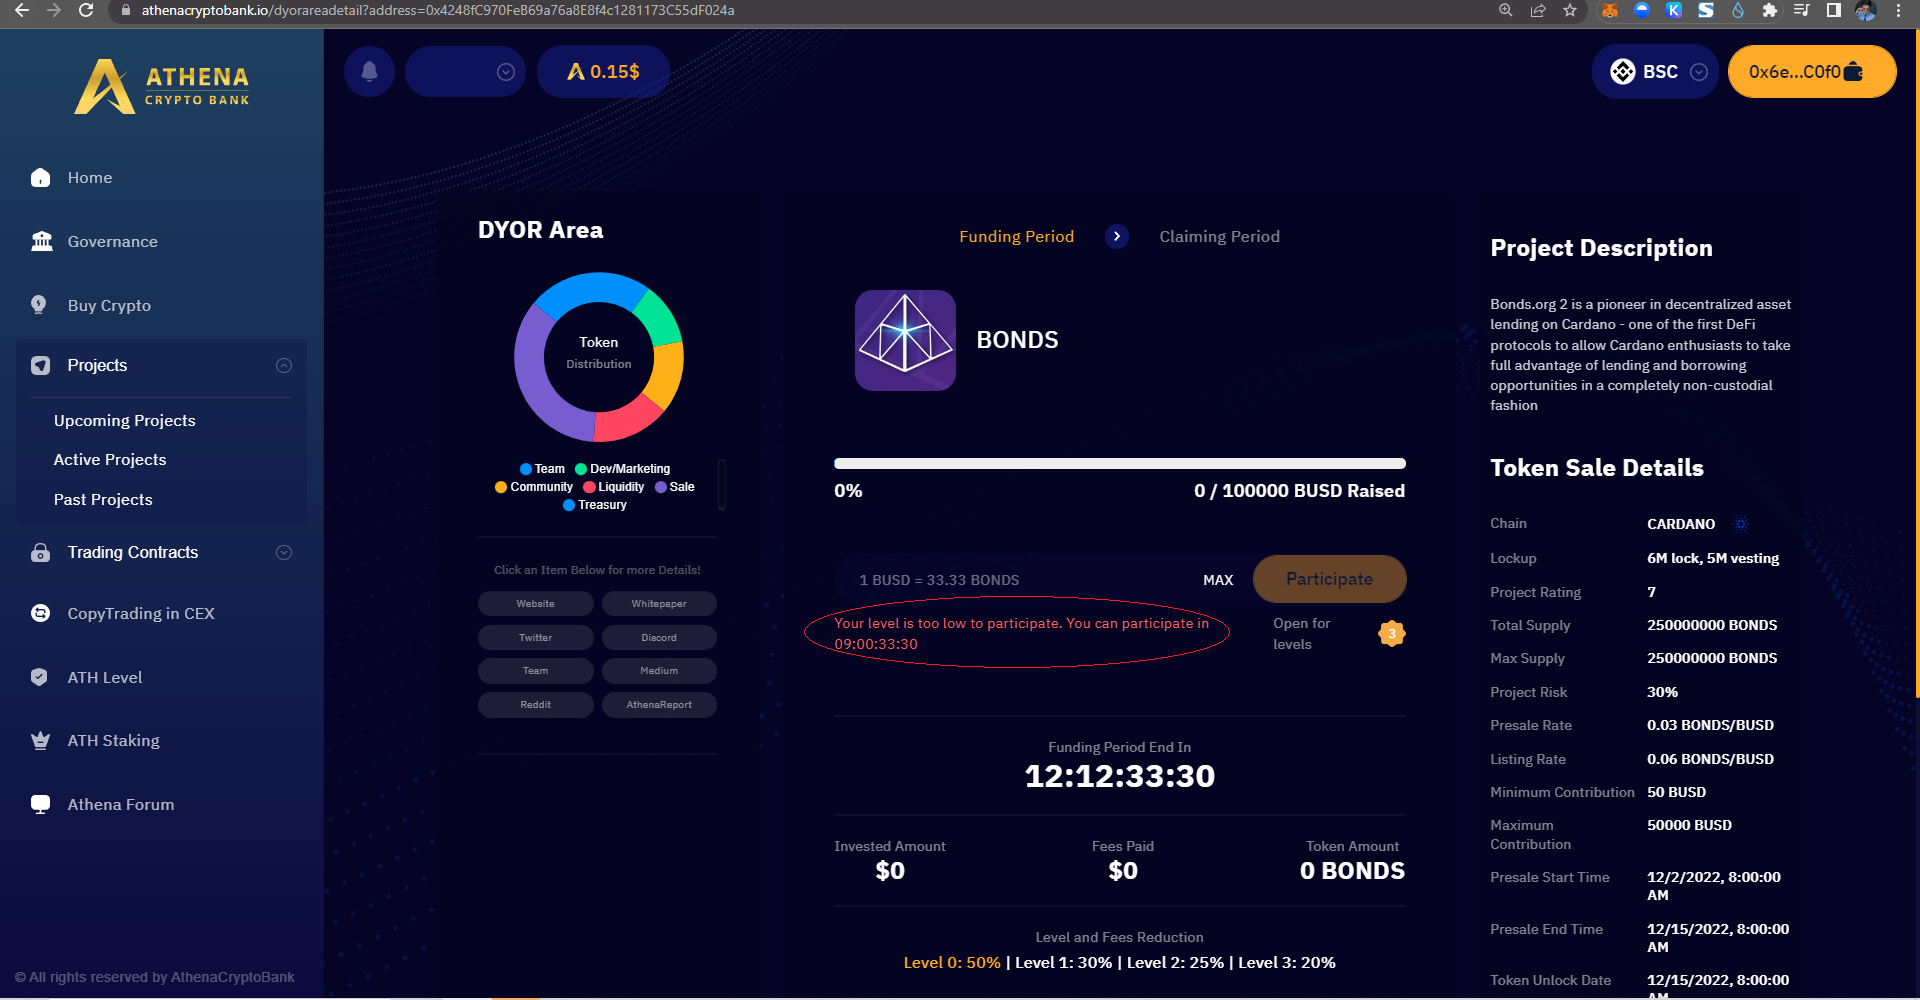 athenacryptobank.io/dyorareadetail?address=0x4248fC970FeB69a76a8E8f4c1281173C55dF024a
ATHENA
CRYPTO BANK
0.15$
BSC
0x6e...C0f0
Home
Governance
Buy Crypto
Projects
Upcoming Projects
Active Projects
Past Projects
Trading Contracts
CopyTrading in CEX
ATH Level
ATH Staking
Athena Forum
© All rights reserved by AthenaCryptoBank
DYOR Area
Token
Distribution
Team Dev/Marketing
Community Liquidity Sale
Treasury
Click an Item Below for more Details!
Website Whitepaper
Twitter Discord
Team Medium
Reddit AthenaReport
Funding Period Claiming Period
BONDS
0% 0 / 100000 BUSD Raised
1 BUSD = 33.33 BONDS MAX Participate
Your level is too low to participate. You can participate in
09:00:33:30
Open for
levels
3
Funding Period End In
12:12:33:30
Invested Amount Fees Paid Token Amount
$0 $0 0 BONDS
Level and Fees Reduction
Level 0: 50% | Level 1: 30% | Level 2: 25% | Level 3: 20%
Project Description
Bonds.org 2 is a pioneer in decentralized asset
lending on Cardano - one of the first DeFi
protocols to allow Cardano enthusiasts to take
full advantage of lending and borrowing
opportunities in a completely non-custodial
fashion
Token Sale Details
Chain CARDANO
Lockup 6M lock, 5M vesting
Project Rating 7
Total Supply 250000000 BONDS
Max Supply 250000000 BONDS
Project Risk 30%
Presale Rate 0.03 BONDS/BUSD
Listing Rate 0.06 BONDS/BUSD
Minimum Contribution 50 BUSD
Maximum
Contribution
50000 BUSD
Presale Start Time 12/2/2022, 8:00:00
AM
Presale End Time 12/15/2022, 8:00:00
AM
Token Unlock Date 12/15/2022, 8:00:00
AM